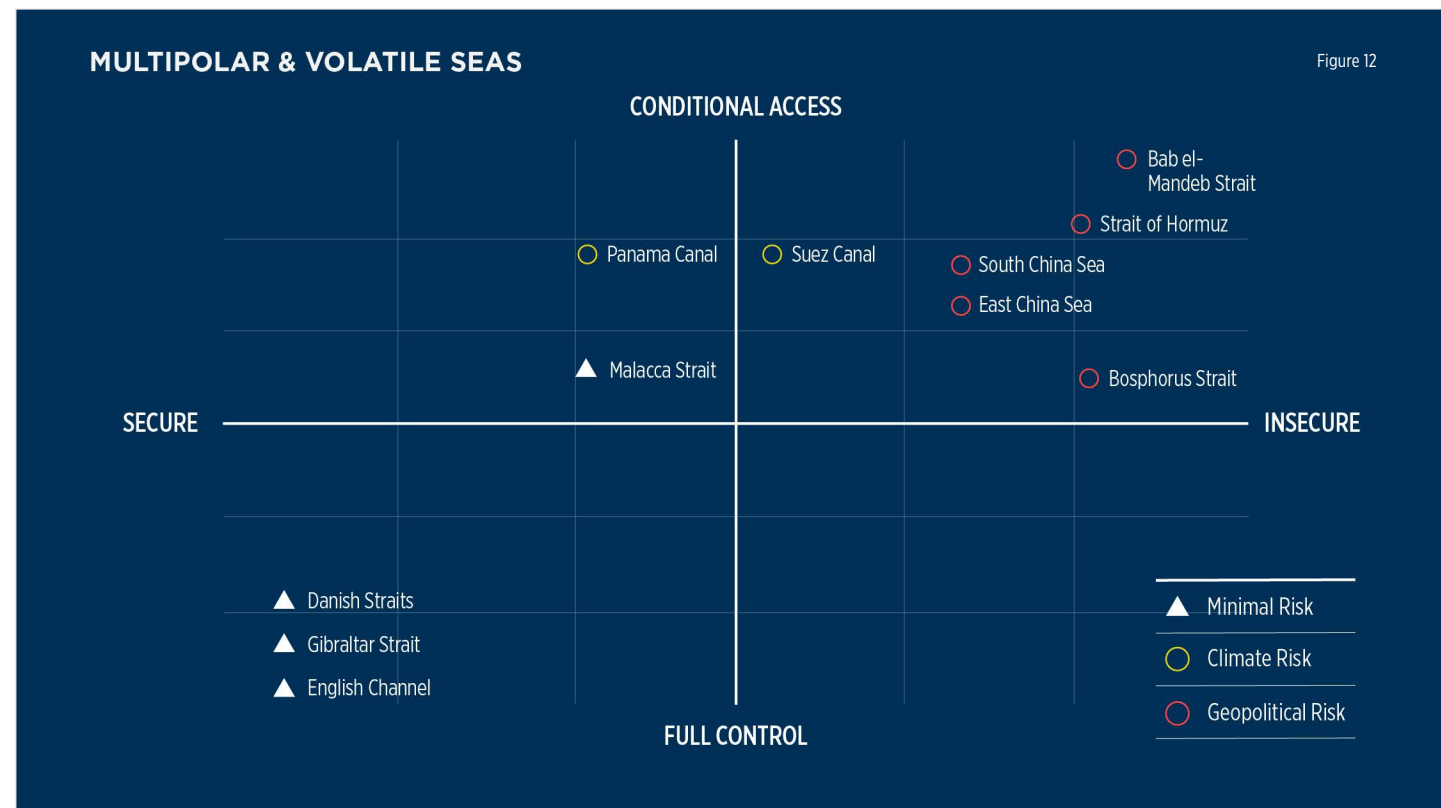 MULTIPOLAR & VOLATILE SEAS
Figure 12
CONDITIONAL ACCESS
Bab el-
Mandeb Strait
Strait of Hormuz
Panama Canal
Suez Canal
South China Sea
East China Sea
Malacca Strait
Bosphorus Strait
SECURE
INSECURE
Danish Straits
Gibraltar Strait
English Channel
Minimal Risk
Climate Risk
Geopolitical Risk
FULL CONTROL